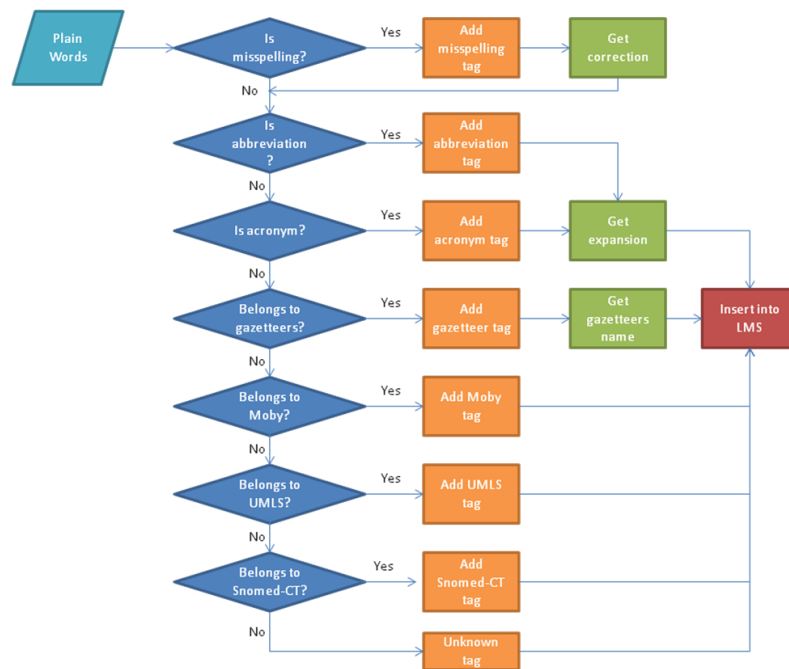 Plain
Words
Is
misspelling?
Yes
Add
misspelling
tag
Get
correction
No
Is
abbreviation
?
Yes
Add
abbreviation
tag
No
Is acronym?
Yes
Add
acronym tag
Get
expansion
No
Belongs to
gazetteers?
Yes
Add
gazetteer tag
Get
gazetteers
name
Insert into
LMS
No
Belongs to
Moby?
Yes
Add Moby
tag
No
Belongs to
UMLS?
Yes
Add UMLS
tag
No
Belongs to
Snomed-CT?
Yes
Add
Snomed-CT
tag
No
Unknown
tag